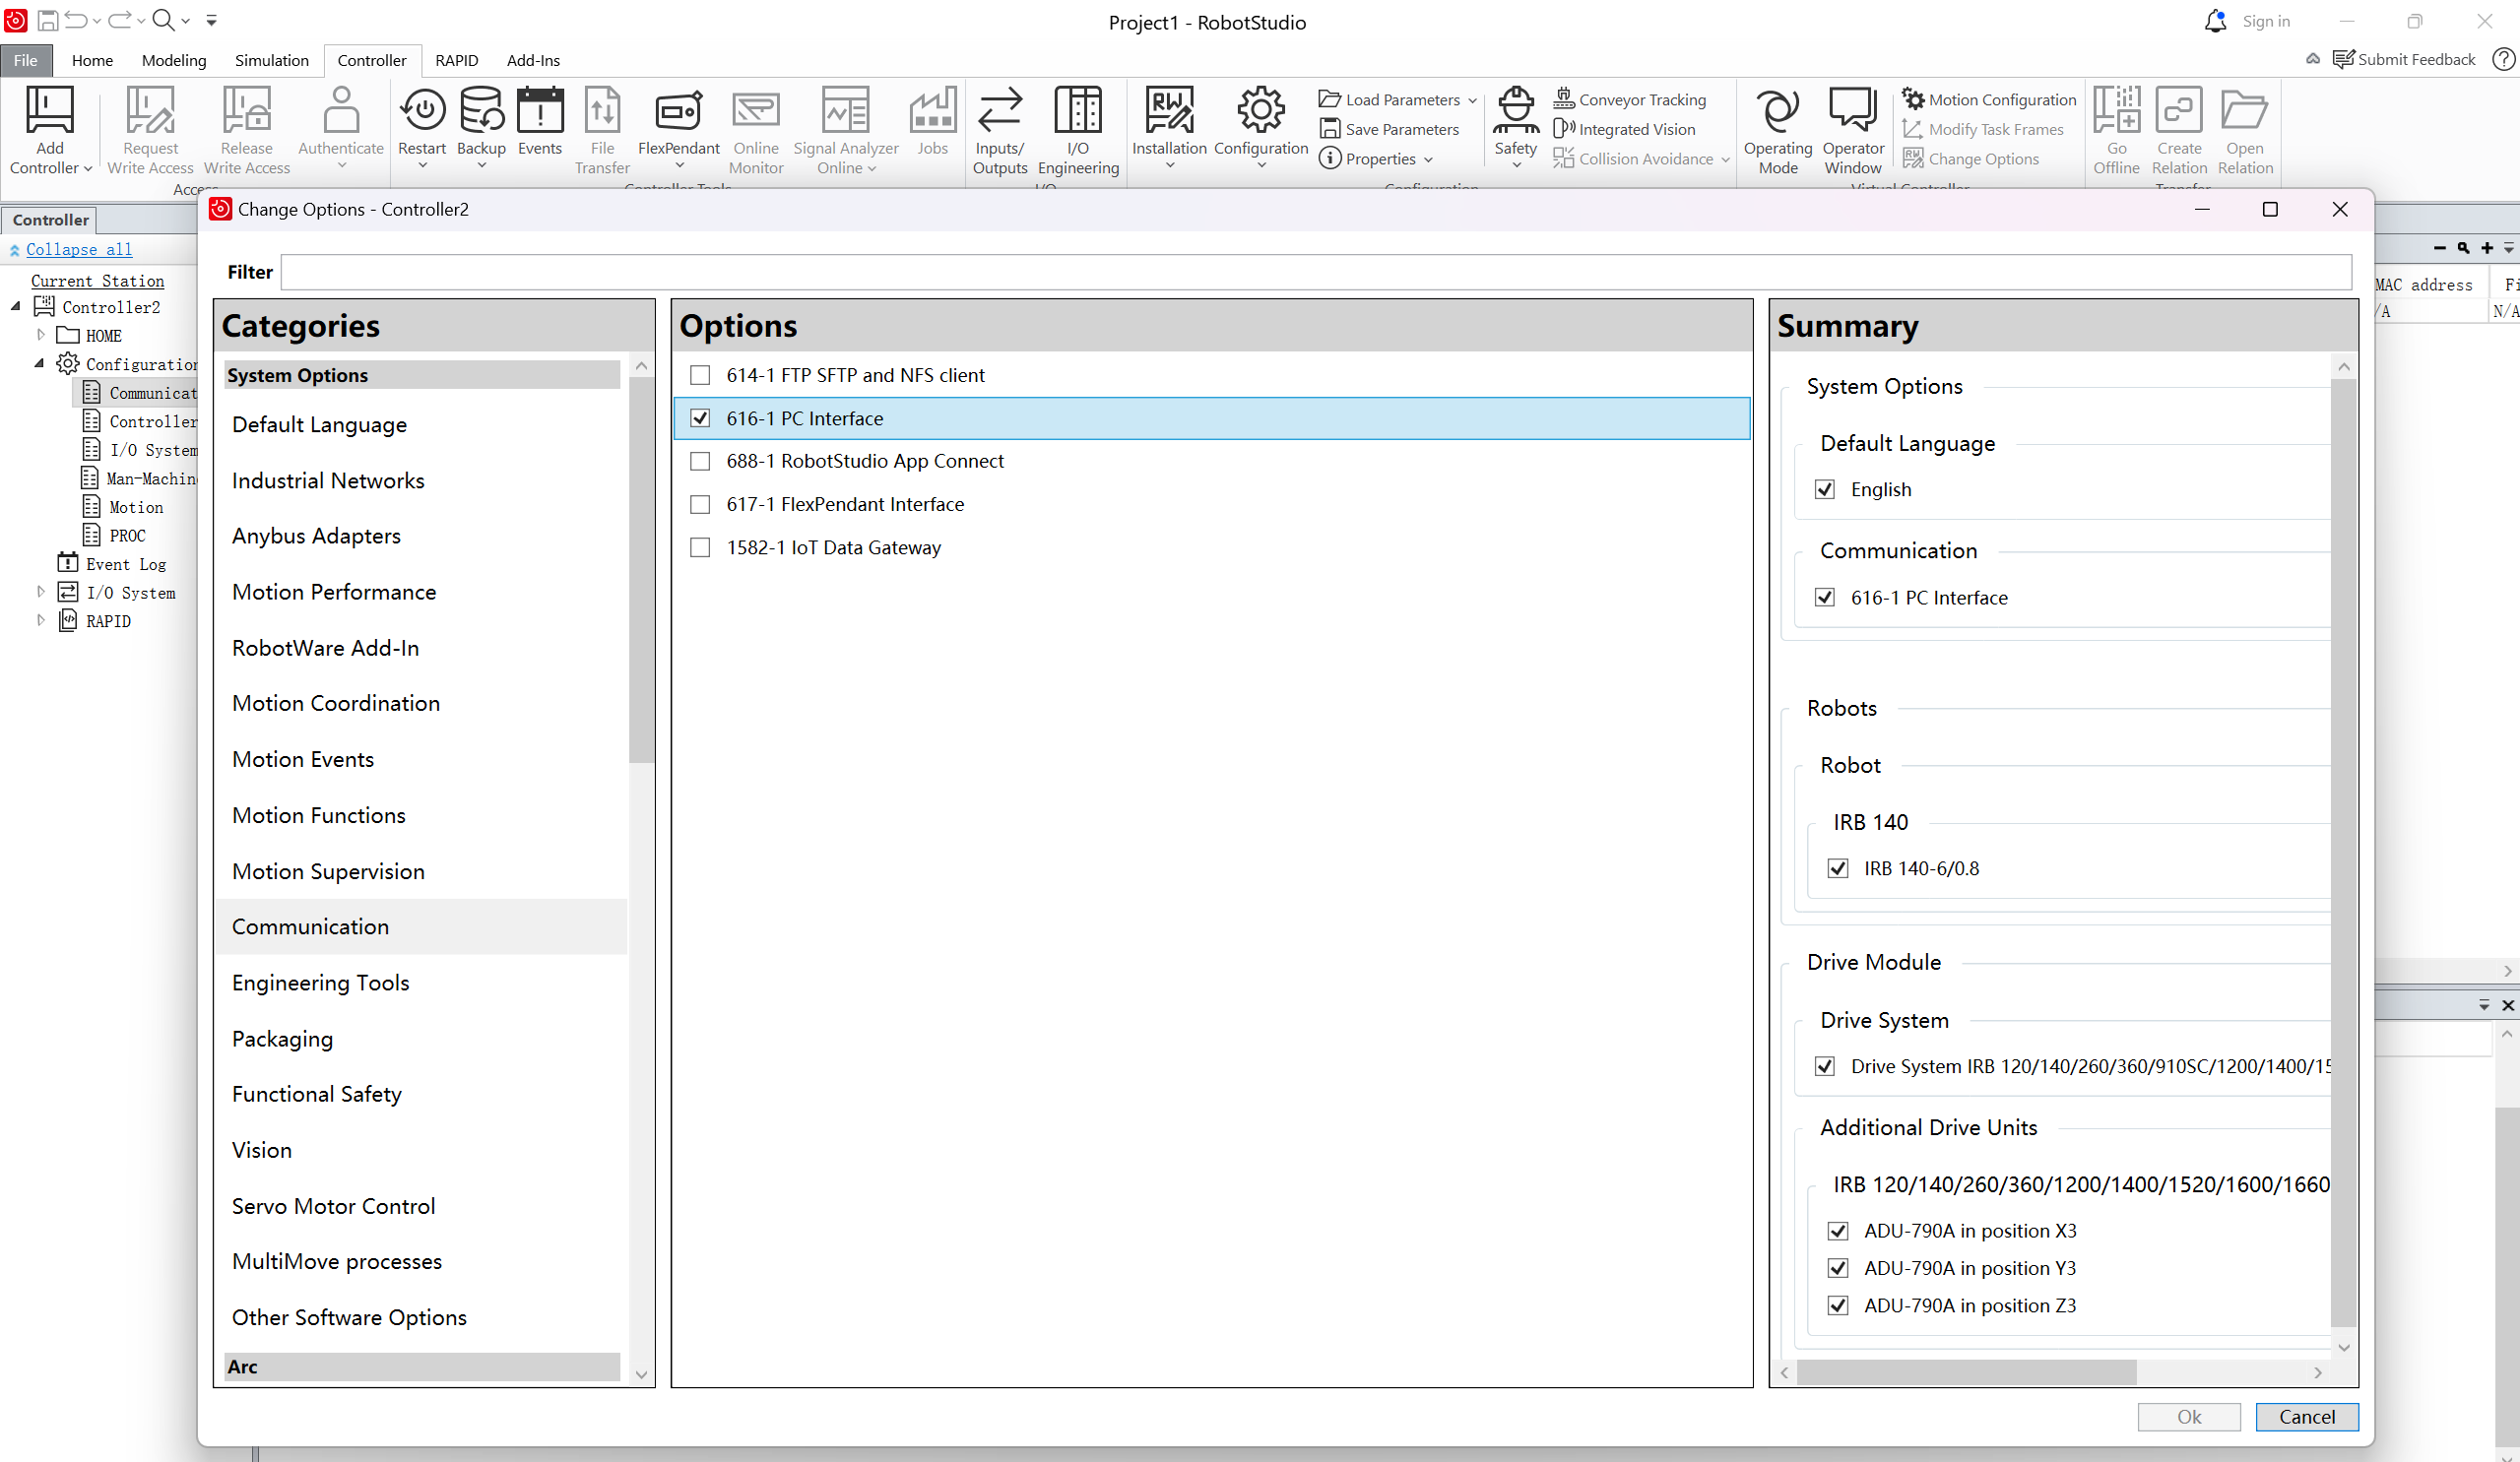 Project1 - RobotStudio
Sign in
File Home Modeling Simulation Controller RAPID Add-Ins
Submit Feedback
Add Controller
Request Write Access
Release Write Access
Authenticate
Restart
Backup
Events
File Transfer
FlexPendant
Online Monitor
Signal Analyzer Online
Jobs
Inputs/ Outputs
I/O Engineering
Installation
Configuration
Load Parameters
Save Parameters
Properties
Safety
Conveyor Tracking
Integrated Vision
Collision Avoidance
Operating Mode
Operator Window
Motion Configuration
Modify Task Frames
Change Options
Go Offline
Create Relation
Open Relation
Controller
Collapse all
Current Station
Controller2
HOME
Configuration
Communicat
Controller
I/O System
Man-Machin
Motion
PROC
Event Log
I/O System
RAPID
MAC address
/A
N/A
Change Options - Controller2
Filter
Categories
System Options
Default Language
Industrial Networks
Anybus Adapters
Motion Performance
RobotWare Add-In
Motion Coordination
Motion Events
Motion Functions
Motion Supervision
Communication
Engineering Tools
Packaging
Functional Safety
Vision
Servo Motor Control
MultiMove processes
Other Software Options
Arc
Options
614-1 FTP SFTP and NFS client
616-1 PC Interface
688-1 RobotStudio App Connect
617-1 FlexPendant Interface
1582-1 IoT Data Gateway
Summary
System Options
Default Language
English
Communication
616-1 PC Interface
Robots
Robot
IRB 140
IRB 140-6/0.8
Drive Module
Drive System
Drive System IRB 120/140/260/360/910SC/1200/1400/15
Additional Drive Units
IRB 120/140/260/360/1200/1400/1520/1600/1660
ADU-790A in position X3
ADU-790A in position Y3
ADU-790A in position Z3
Ok
Cancel